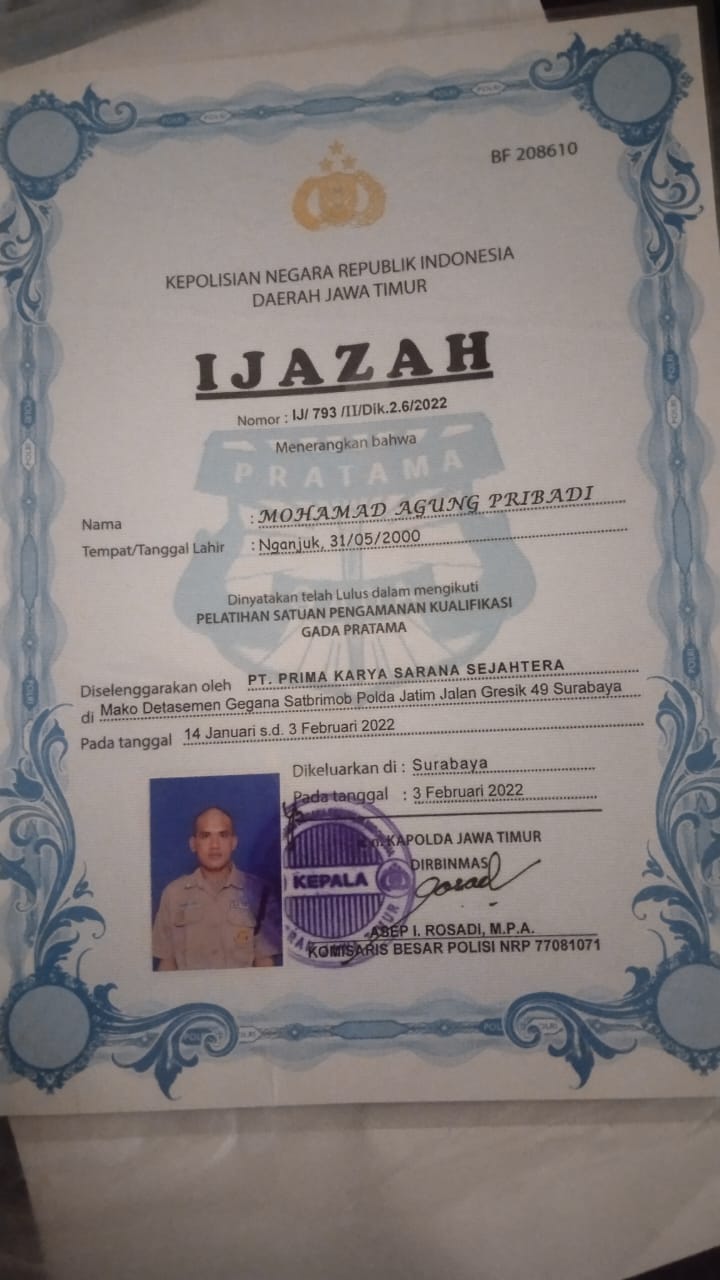 BF 208610
KEPOLISIAN NEGARA REPUBLIK INDONESIA
DAERAH JAWA TIMUR
IJAZAH
Nomor : IJ/ 793 /II/Dik.2.6/2022
Menerangkan bahwa
PRATAMA
Nama : MOHAMAD AGUNG PRIBADI
Tempat/Tanggal Lahir : Nganjuk, 31/05/2000
Dinyatakan telah Lulus dalam mengikuti
PELATIHAN SATUAN PENGAMANAN KUALIFIKASI
GADA PRATAMA
Diselenggarakan oleh PT. PRIMA KARYA SARANA SEJAHTERA
di Mako Detasemen Gegana Satbrimob Polda Jatim Jalan Gresik 49 Surabaya
Pada tanggal 14 Januari s.d. 3 Februari 2022
Dikeluarkan di : Surabaya
Pada tanggal : 3 Februari 2022
KAPOLDA JAWA TIMUR
DIRBINMAS
KEPALA
ASEP I. ROSADI, M.P.A.
KOMISARIS BESAR POLISI NRP 77081071